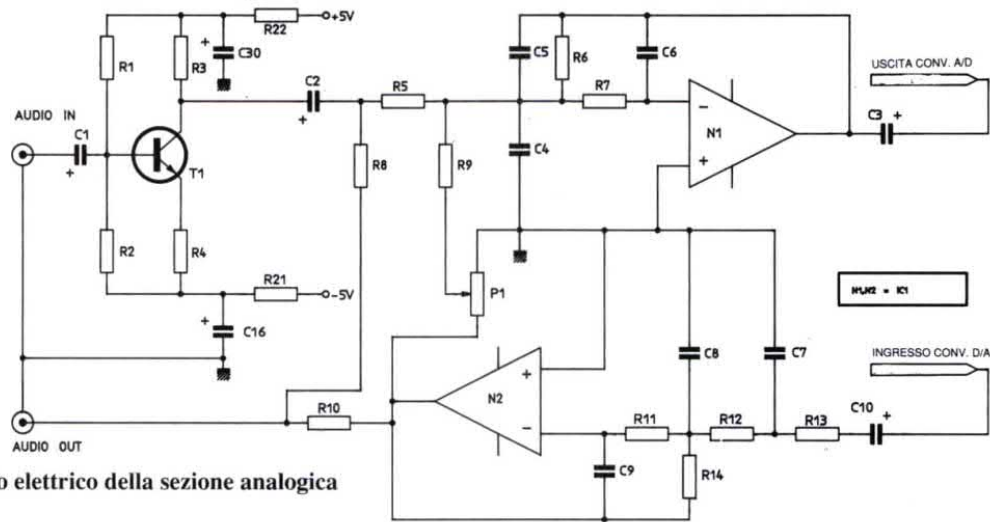 R22
+5V
R1
R3
+
C30
C5
R6
C6
C2
R5
R7
USCITA CONV. A/D
AUDIO IN
+
-
N1
C3
+
C1
+
T1
R8
R9
C4
+
R2
R4
R21
-5V
P1
N1,N2 = IC1
+
C16
C8
C7
INGRESSO CONV. D/A
N2
+
-
R10
R11
R12
R13
C10
+
AUDIO OUT
C9
R14
o elettrico della sezione analogica